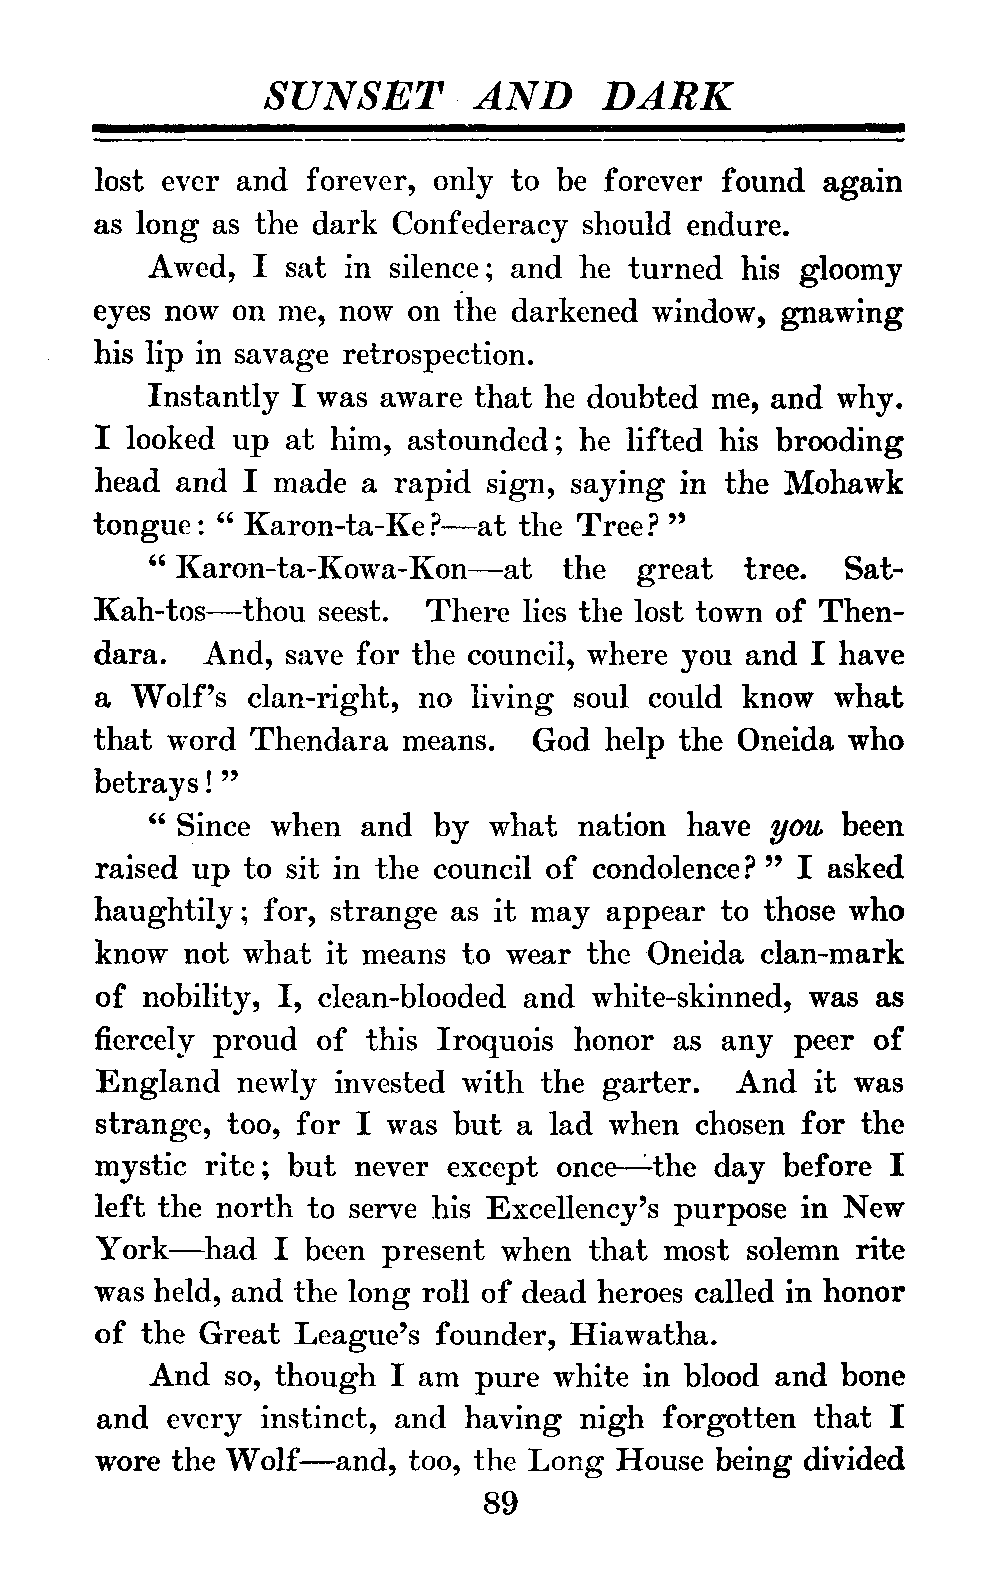 SUNSET AND DARK
lost ever and forever, only to be forever found again
as long as the dark Confederacy should endure.
Awed, I sat in silence; and he turned his gloomy
eyes now on me, now on the darkened window, gnawing
his lip in savage retrospection.
Instantly I was aware that he doubted me, and why.
I looked up at him, astounded; he lifted his brooding
head and I made a rapid sign, saying in the Mohawk
tongue: “ Karon-ta-Ke?—at the Tree? ”
“ Karon-ta-Kowa-Kon—at the great tree. Sat-
Kah-tos—thou seest. There lies the lost town of Then-
dara. And, save for the council, where you and I have
a Wolf’s clan-right, no living soul could know what
that word Thendara means. God help the Oneida who
betrays! ”
“ Since when and by what nation have you been
raised up to sit in the council of condolence? ” I asked
haughtily; for, strange as it may appear to those who
know not what it means to wear the Oneida clan-mark
of nobility, I, clean-blooded and white-skinned, was as
fiercely proud of this Iroquois honor as any peer of
England newly invested with the garter. And it was
strange, too, for I was but a lad when chosen for the
mystic rite; but never except once—the day before I
left the north to serve his Excellency’s purpose in New
York—had I been present when that most solemn rite
was held, and the long roll of dead heroes called in honor
of the Great League’s founder, Hiawatha.
And so, though I am pure white in blood and bone
and every instinct, and having nigh forgotten that I
wore the Wolf—and, too, the Long House being divided
89